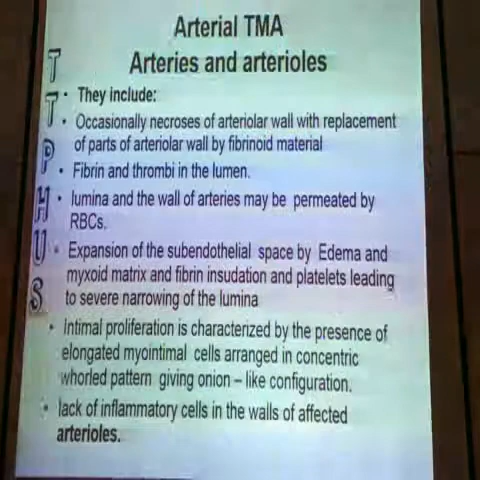 Arterial TMA
Arteries and arterioles
T
T
P
H
U
S
• They include:
• Occasionally necroses of arteriolar wall with replacement
of parts of arteriolar wall by fibrinoid material
• Fibrin and thrombi in the lumen.
• lumina and the wall of arteries may be permeated by
RBCs.
• Expansion of the subendothelial space by Edema and
myxoid matrix and fibrin insudation and platelets leading
to severe narrowing of the lumina
• Intimal proliferation is characterized by the presence of
elongated myointimal cells arranged in concentric
whorled pattern giving onion – like configuration.
• lack of inflammatory cells in the walls of affected
arterioles.